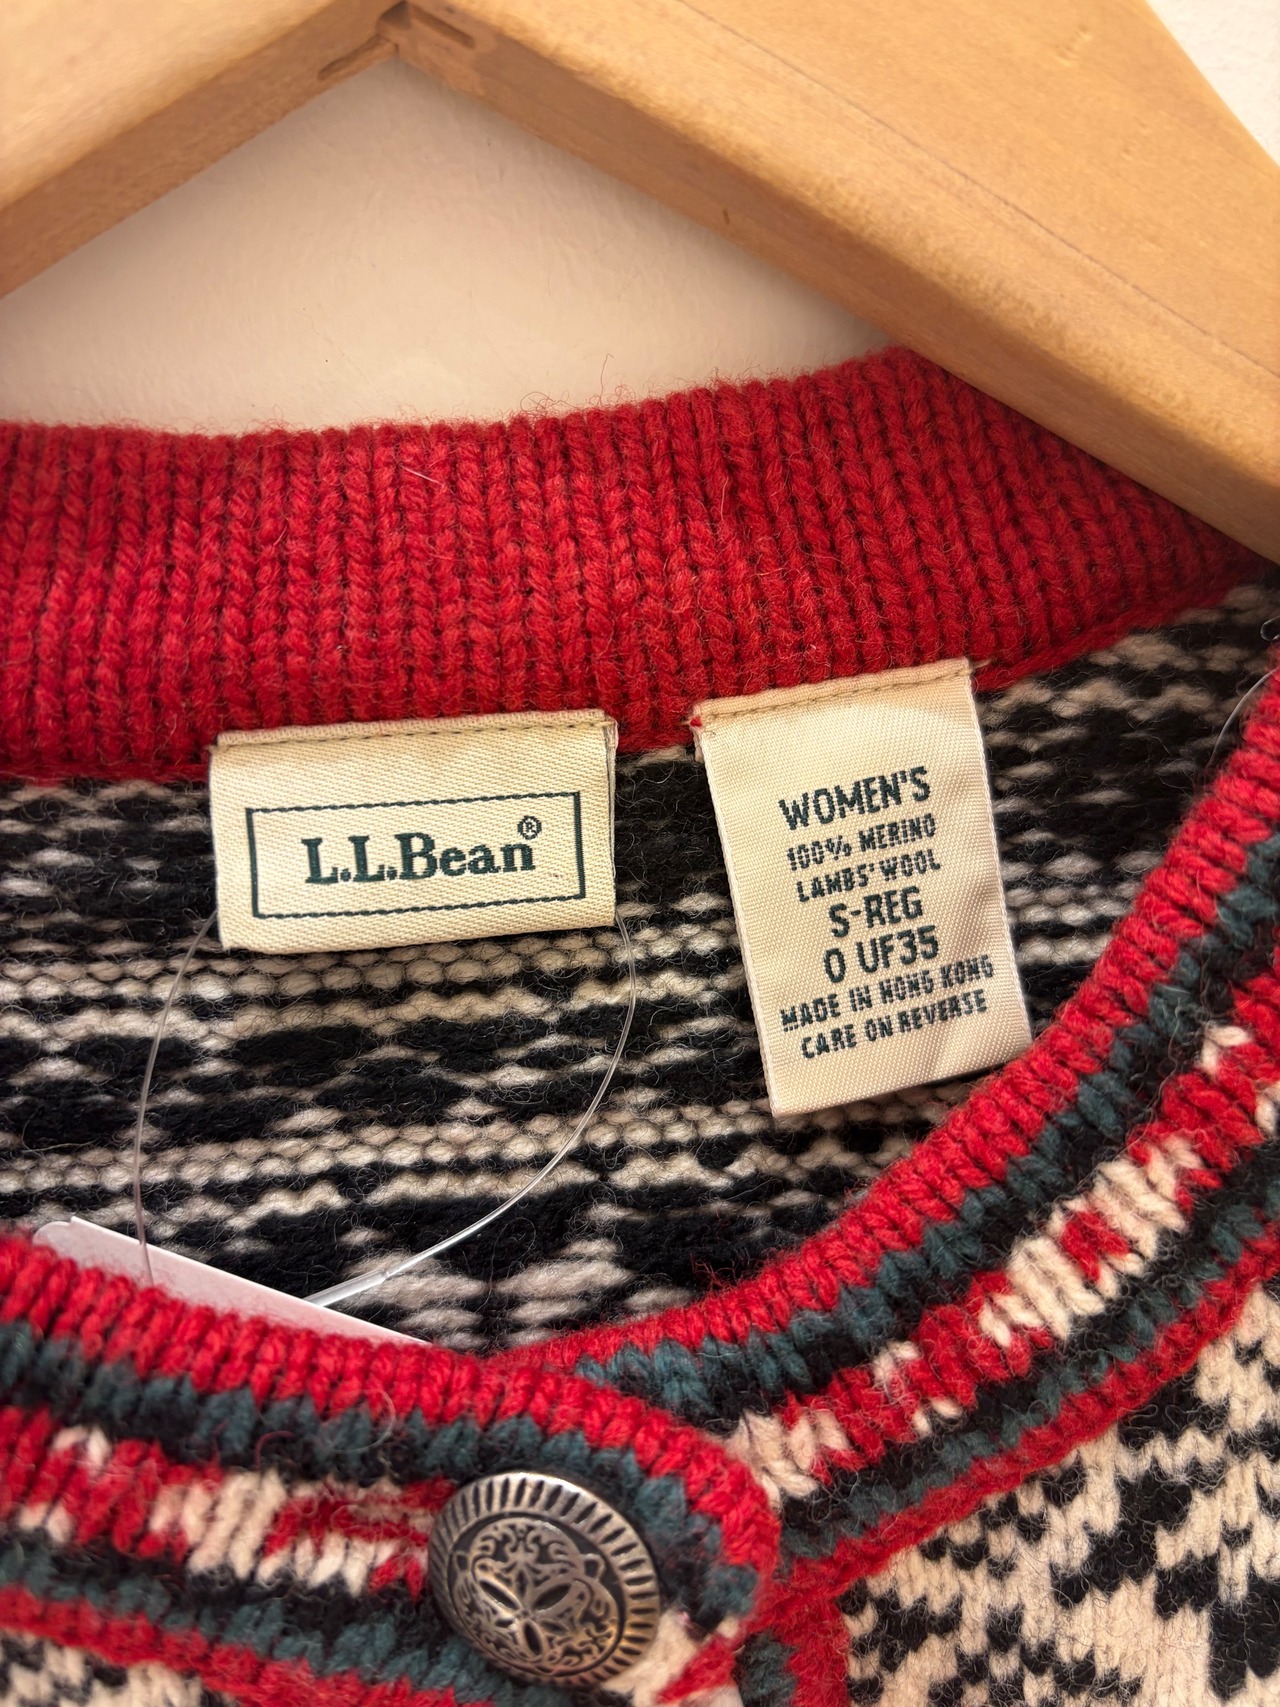 L.L.Bean®
WOMEN'S
100% MERINO
LAMBS' WOOL
S-REG
0 UF35
MADE IN HONG KONG
CARE ON REVERSE